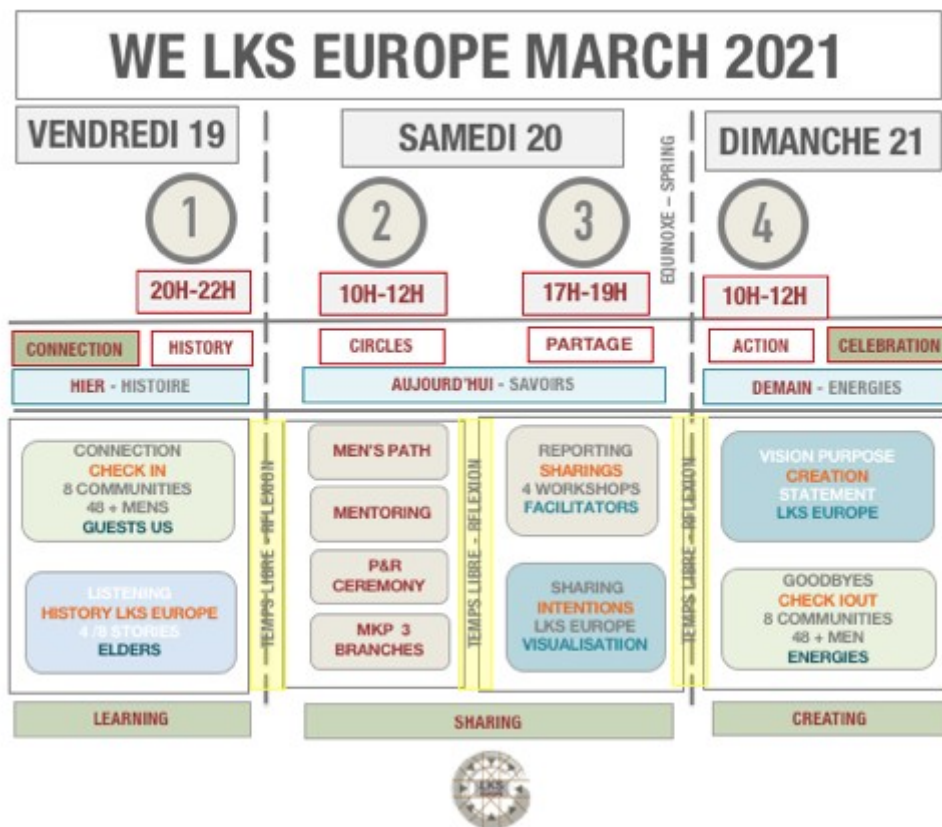 WE LKS EUROPE MARCH 2021
VENDREDI 19
SAMEDI 20
DIMANCHE 21
EQUINOXE – SPRING
1
2
3
4
20H-22H
10H-12H
17H-19H
10H-12H
CONNECTION
HISTORY
CIRCLES
PARTAGE
ACTION
CELEBRATION
HIER - HISTOIRE
AUJOURD'HUI - SAVOIRS
DEMAIN - ENERGIES
CONNECTION
CHECK IN
8 COMMUNITIES
48 + MENS
GUESTS US
LISTENING
HISTORY LKS EUROPE
4 /8 STORIES
ELDERS
TEMPS LIBRE – RFLEXION
MEN'S PATH
MENTORING
P&R
CEREMONY
MKP 3
BRANCHES
TEMPS LIBRE – RFLEXION
REPORTING
SHARINGS
4 WORKSHOPS
FACILITATORS
SHARING
INTENTIONS
LKS EUROPE
VISUALISATIION
TEMPS LIBRE – RFLEXION
VISION PURPOSE
CREATION
STATEMENT
LKS EUROPE
GOODBYES
CHECK IOUT
8 COMMUNITIES
48 + MEN
ENERGIES
LEARNING
SHARING
CREATING
LKS